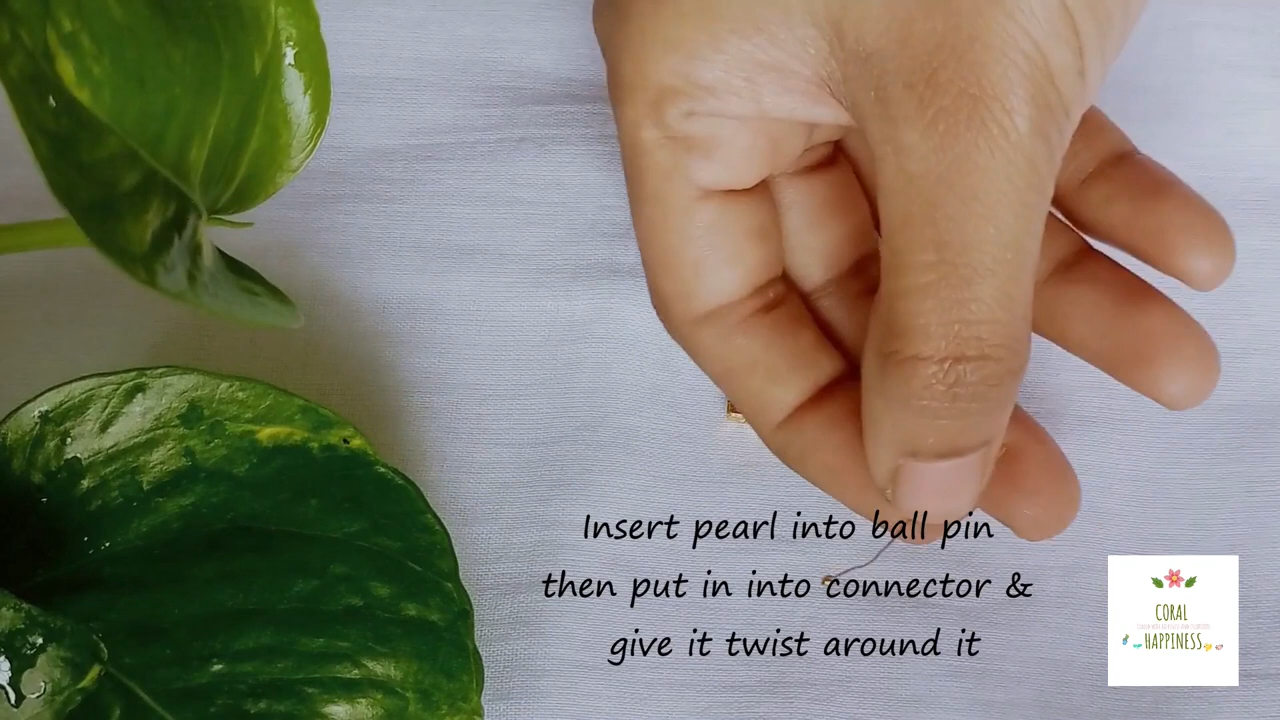 Insert pearl into ball pin
then put in into connector &
give it twist around it
CORAL
HAPPINESS